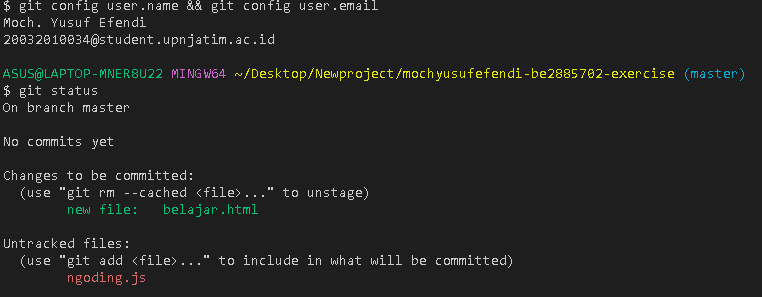 $ git config user.name && git config user.email
Moch. Yusuf Efendi
20032010034@student.upnjatim.ac.id

ASUS@LAPTOP-MNER8U22 MINGW64 ~/Desktop/Newproject/mochyusufefendi-be2885702-exercise (master)
$ git status
On branch master

No commits yet

Changes to be committed:
  (use "git rm --cached <file>..." to unstage)
        new file:   belajar.html

Untracked files:
  (use "git add <file>..." to include in what will be committed)
        ngoding.js